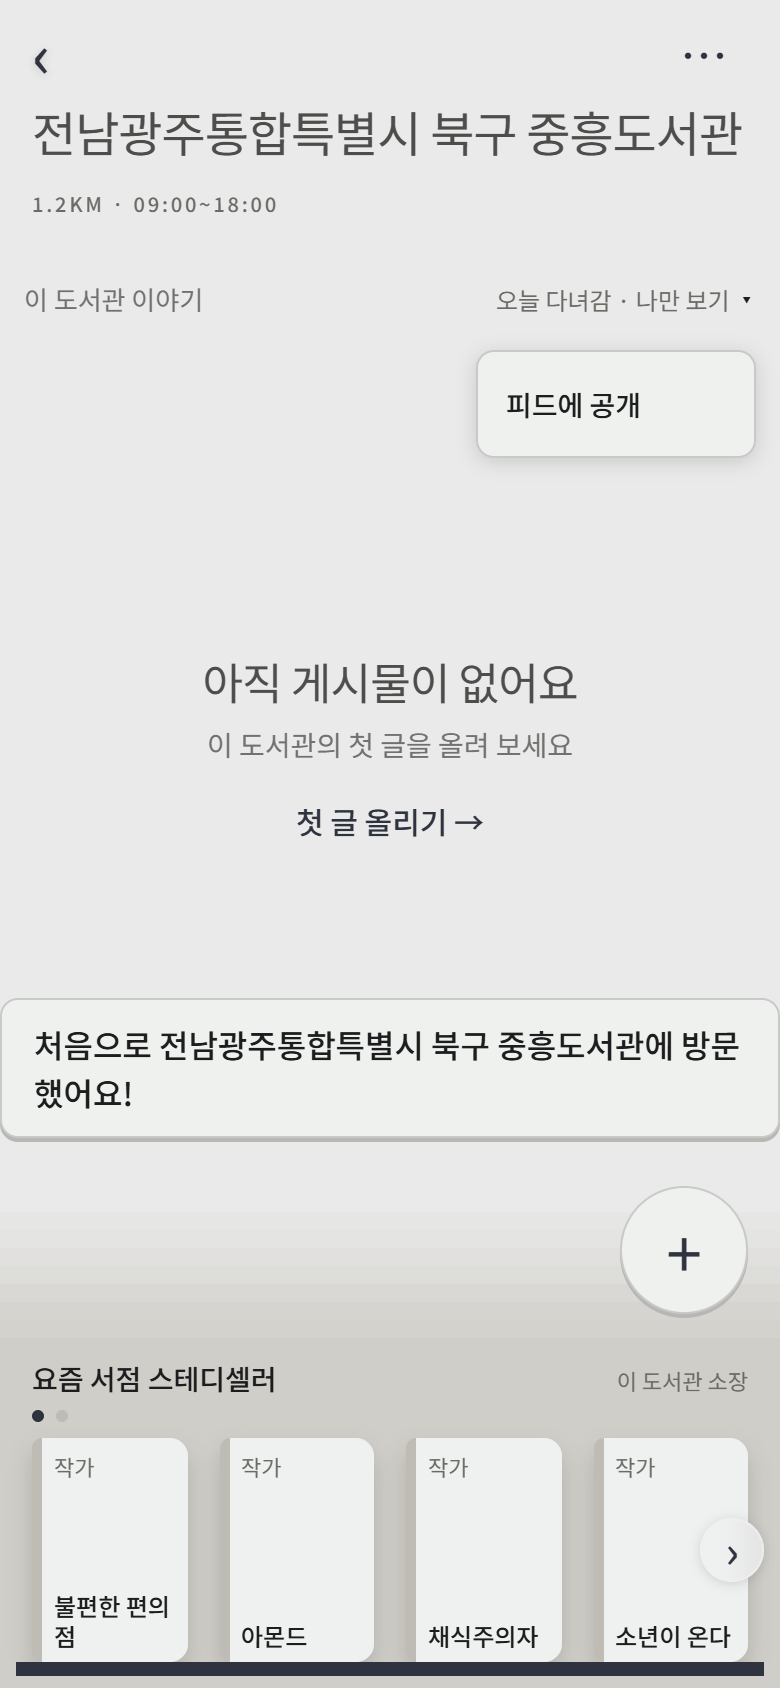 전남광주통합특별시 북구 중흥도서관
1.2KM · 09:00~18:00
이 도서관 이야기
오늘 다녀감 · 나만 보기 ▾
피드에 공개
아직 게시물이 없어요
이 도서관의 첫 글을 올려 보세요
첫 글 올리기 →
처음으로 전남광주통합특별시 북구 중흥도서관에 방문
했어요!
+
요즘 서점 스테디셀러
이 도서관 소장
작가
불편한 편의
점
작가
아몬드
작가
채식주의자
작가
소년이 온다